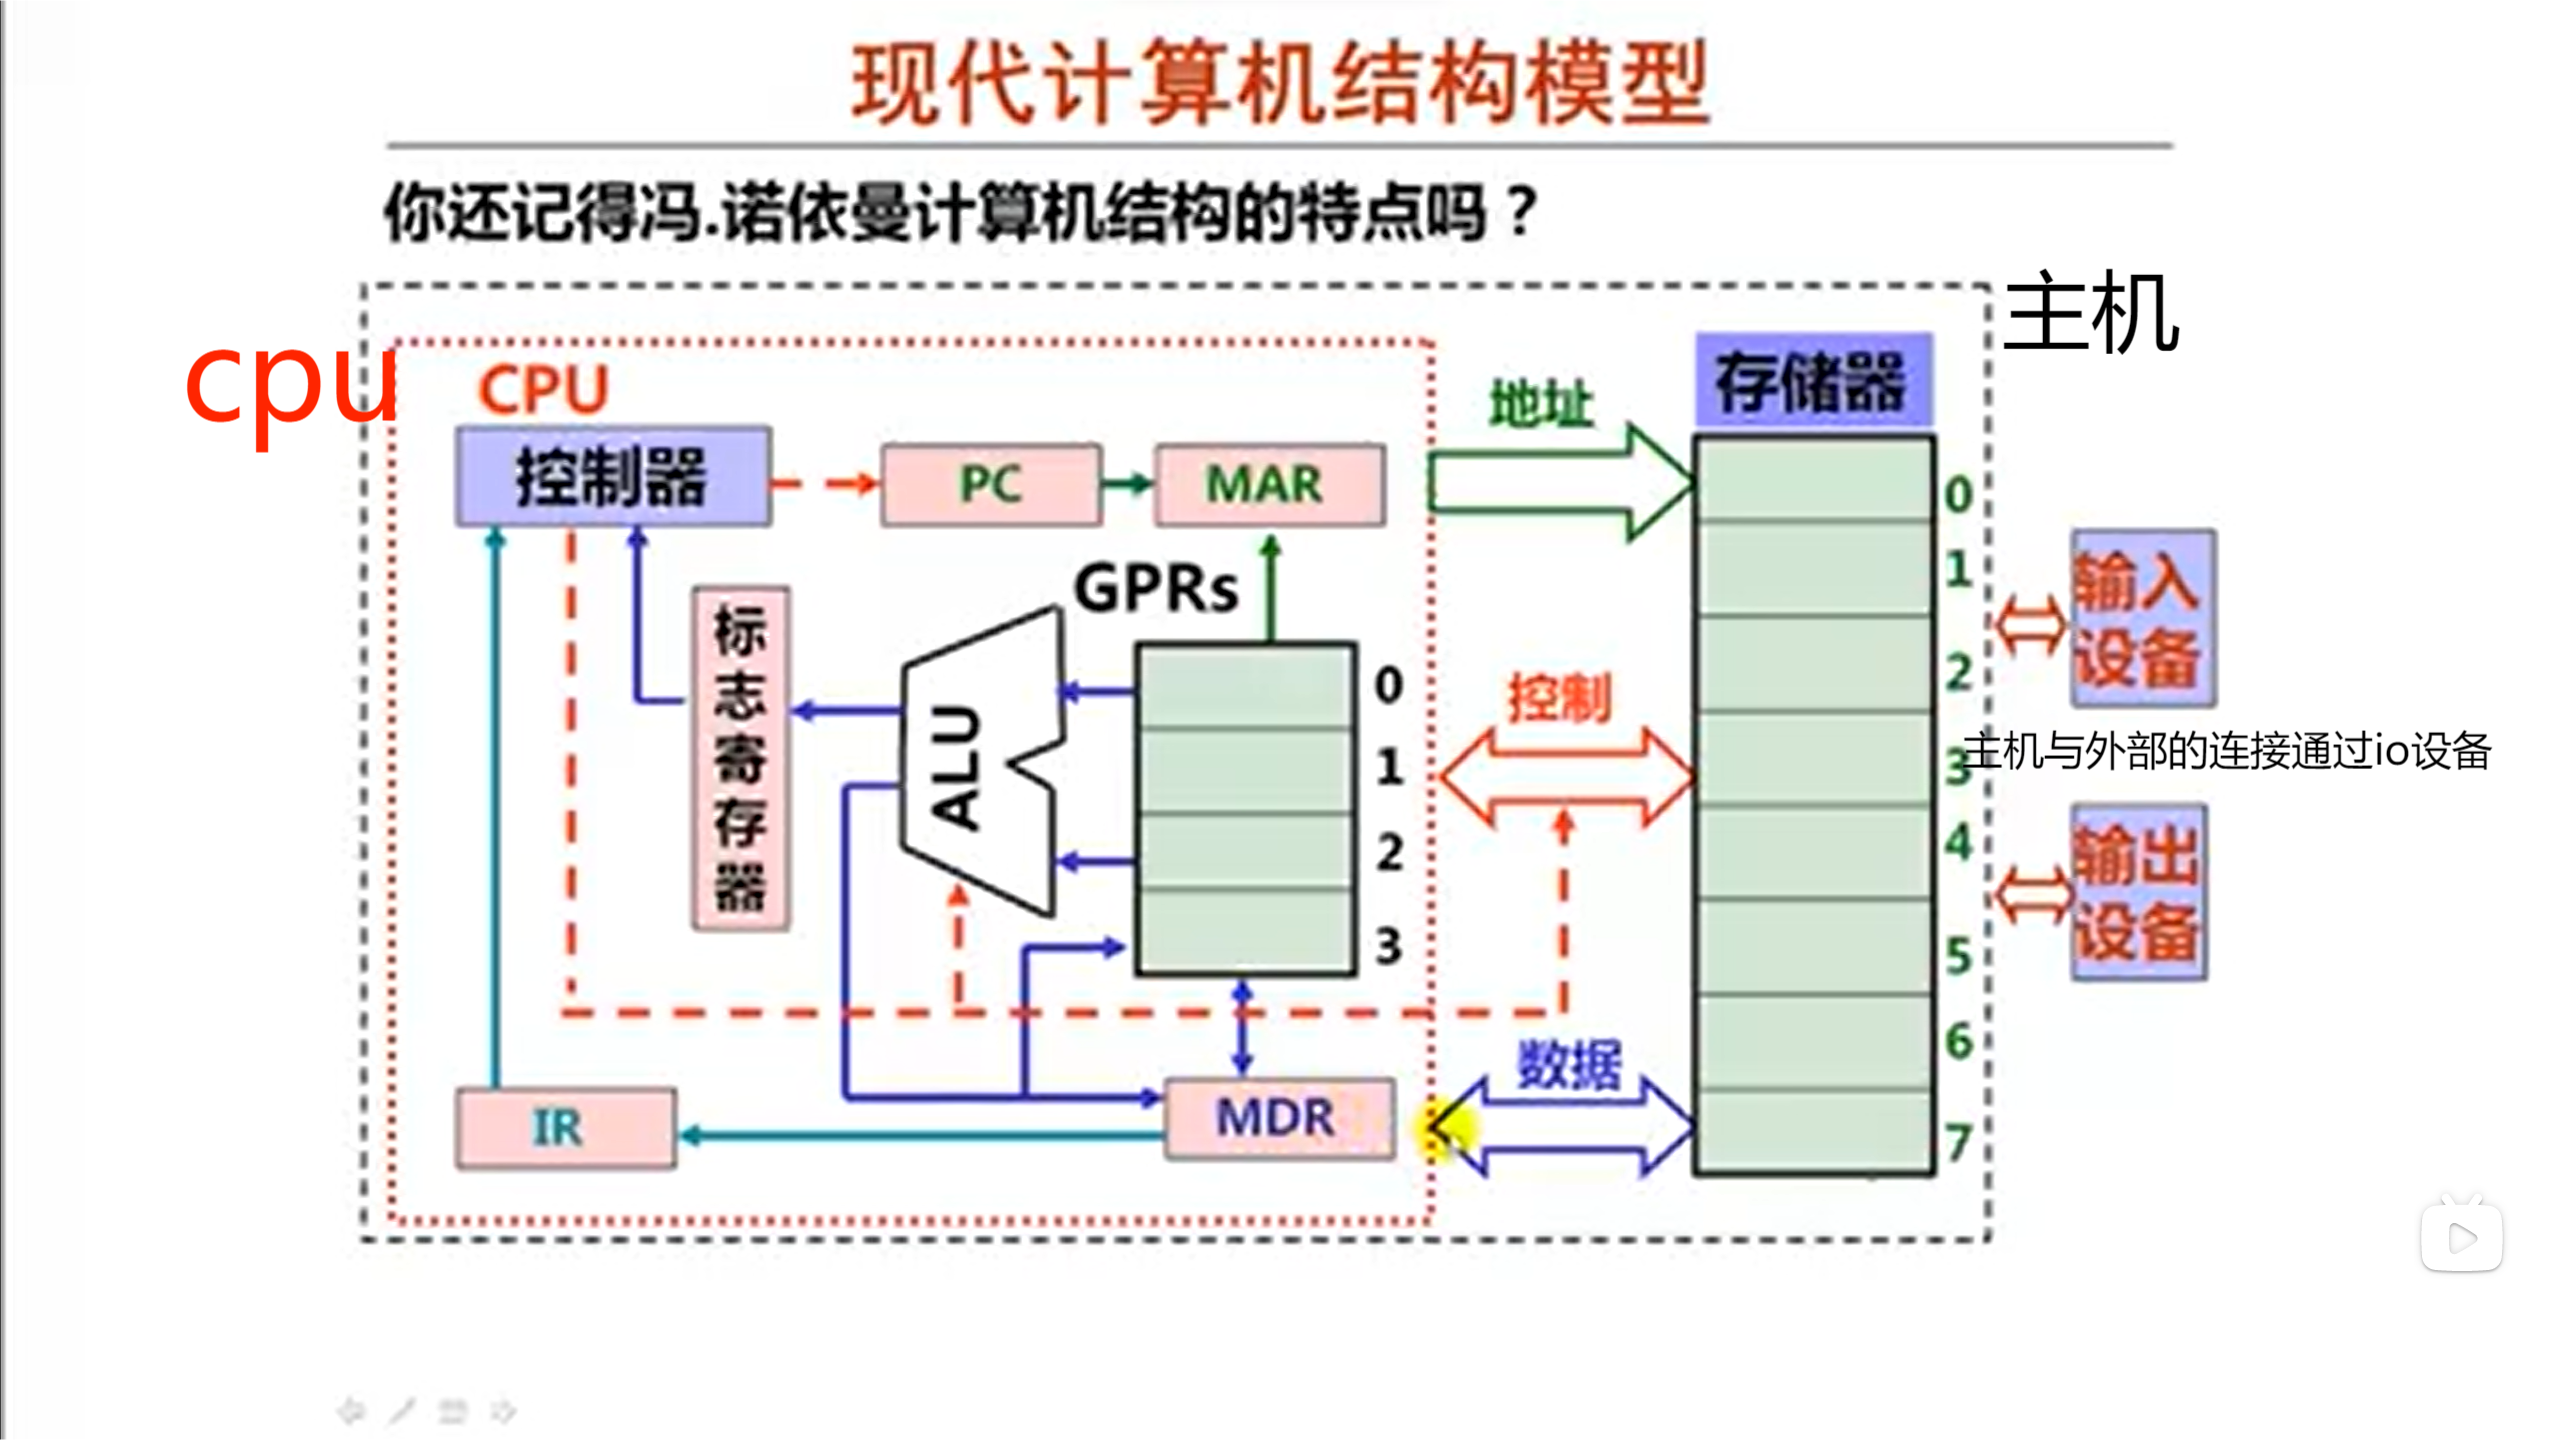 现代计算机结构模型
你还记得冯.诺依曼计算机结构的特点吗？
主机
cpu
CPU
存储器
地址
控制器
PC
MAR
0
GPRs
1
输入
设备
标志寄存器
ALU
0
1
2
3
控制
2
主机与外部的连接通过io设备
3
4
输出
设备
5
6
7
数据
IR
MDR